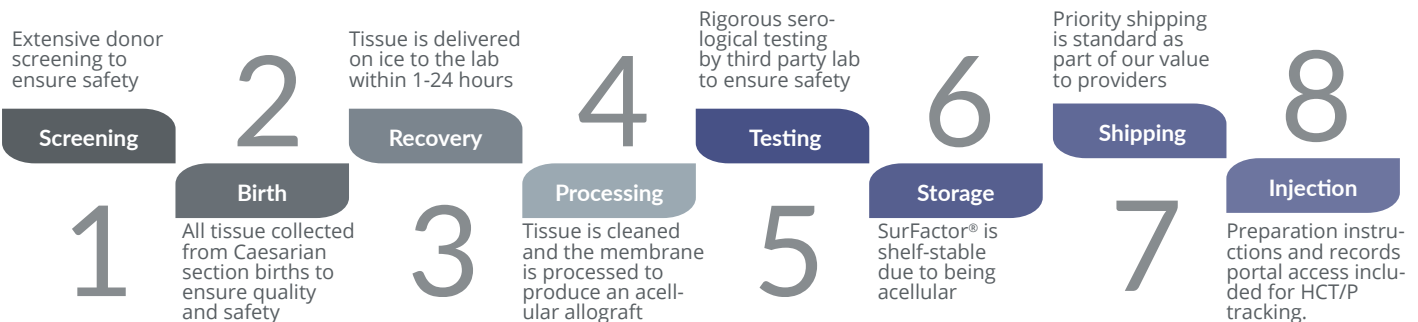 Extensive donor
screening to
ensure safety
Screening
1
2
Birth
All tissue collected
from Caesarian
section births to
ensure quality
and safety
Tissue is delivered
on ice to the lab
within 1-24 hours
Recovery
3
4
Processing
Tissue is cleaned
and the membrane
is processed to
produce an acell-
ular allograft
Rigorous sero-
logical testing
by third party lab
to ensure safety
Testing
5
6
Storage
SurFactor® is
shelf-stable
due to being
acellular
Priority shipping
is standard as
part of our value
to providers
Shipping
7
8
Injection
Preparation instru-
ctions and records
portal access inclu-
ded for HCT/P
tracking.